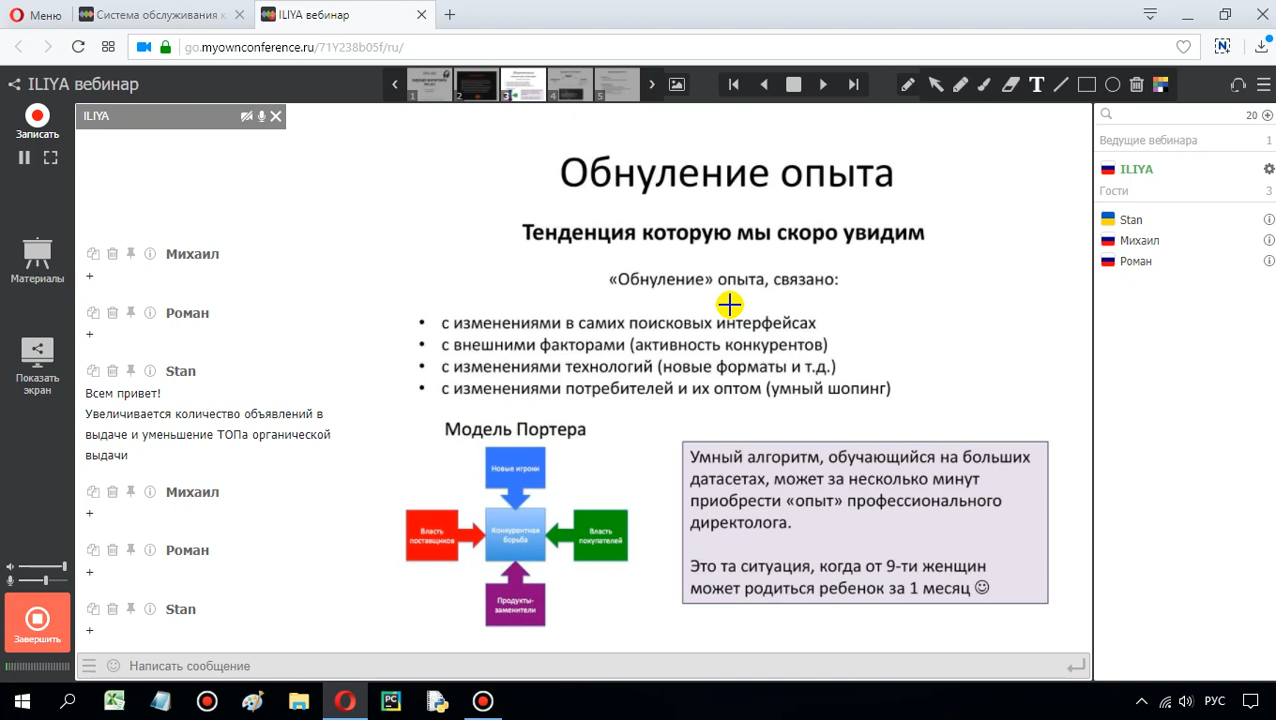 Меню
Система обслуживания к
ILIYA вебинар
go.myownconference.ru/71Y238b05f/ru/
ILIYA вебинар
1
2
3
4
5
T
Записать
ILIYA
20
Ведущие вебинара 1
ILIYA
Гости 3
Stan
Михаил
Роман
Материалы
Показать
экран
Завершить
Михаил
+
Роман
+
Stan
Всем привет!
Увеличивается количество объявлений в
выдаче и уменьшение ТОПа органической
выдачи
Михаил
+
Роман
+
Stan
+
Обнуление опыта
Тенденция которую мы скоро увидим
«Обнуление» опыта, связано:
• с изменениями в самих поисковых интерфейсах
• с внешними факторами (активность конкурентов)
• с изменениями технологий (новые форматы и т.д.)
• с изменениями потребителей и их оптом (умный шопинг)
Модель Портера
Новые игроки
Власть
поставщиков
Конкурентная
борьба
Власть
покупателей
Продукты-
заменители
Умный алгоритм, обучающийся на больших
датасетах, может за несколько минут
приобрести «опыт» профессионального
директолога.
Это та ситуация, когда от 9-ти женщин
может родиться ребенок за 1 месяц ☺
Написать сообщение
PC
РУС